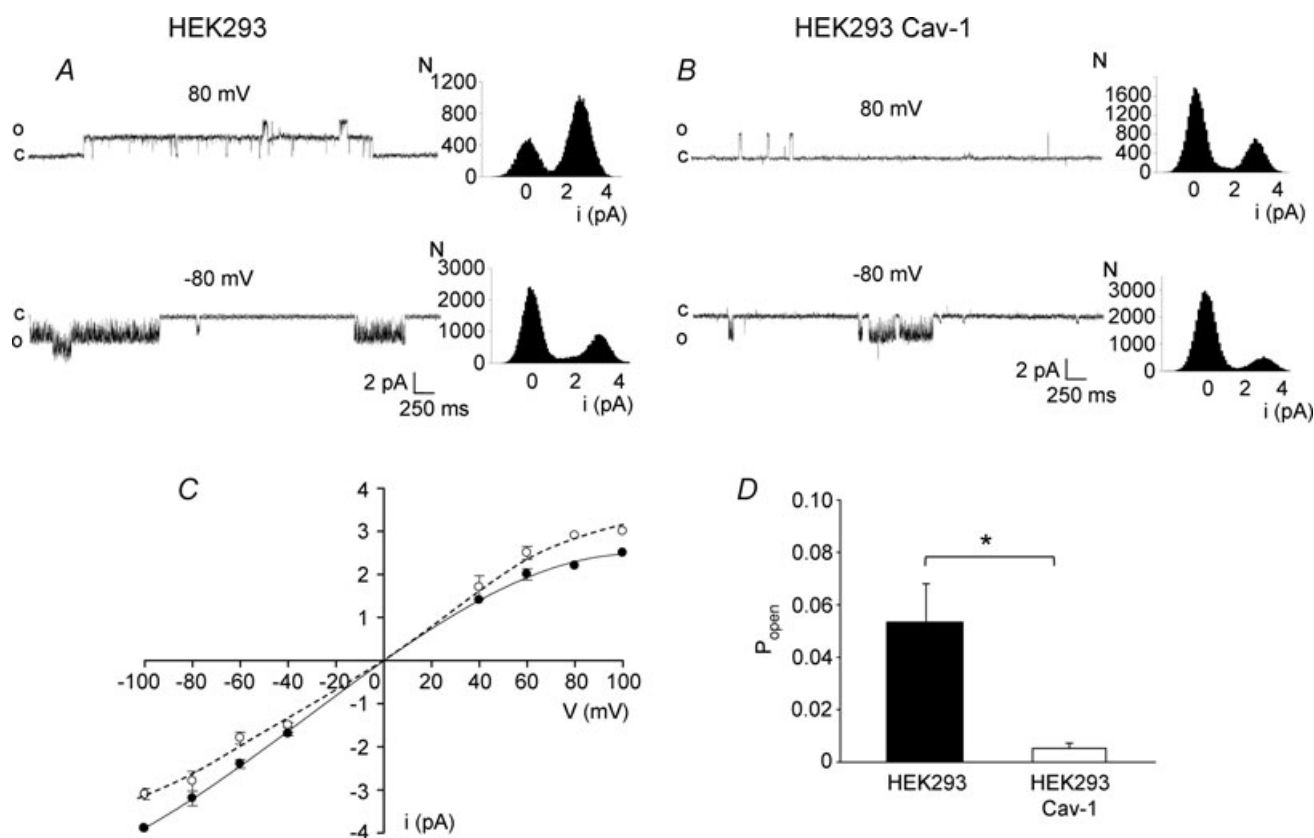 HEK293
HEK293 Cav-1
A
80 mV
o
c
N
1200
800
400
0
0 2 4
i (pA)
-80 mV
c
o
2 pA
250 ms
N
3000
2000
1000
0
0 2 4
i (pA)
B
80 mV
o
c
N
1600
800
400
0
0 2 4
i (pA)
-80 mV
c
o
2 pA
250 ms
N
3000
2000
1000
0
0 2 4
i (pA)
C
4
3
2
1
-100 -80 -60 -40 -20 0 20 40 60 80 100
V (mV)
-1
-2
-3
-4
i (pA)
D
0.10
0.08
0.06
0.04
0.02
0
Popen
*
HEK293
HEK293
Cav-1